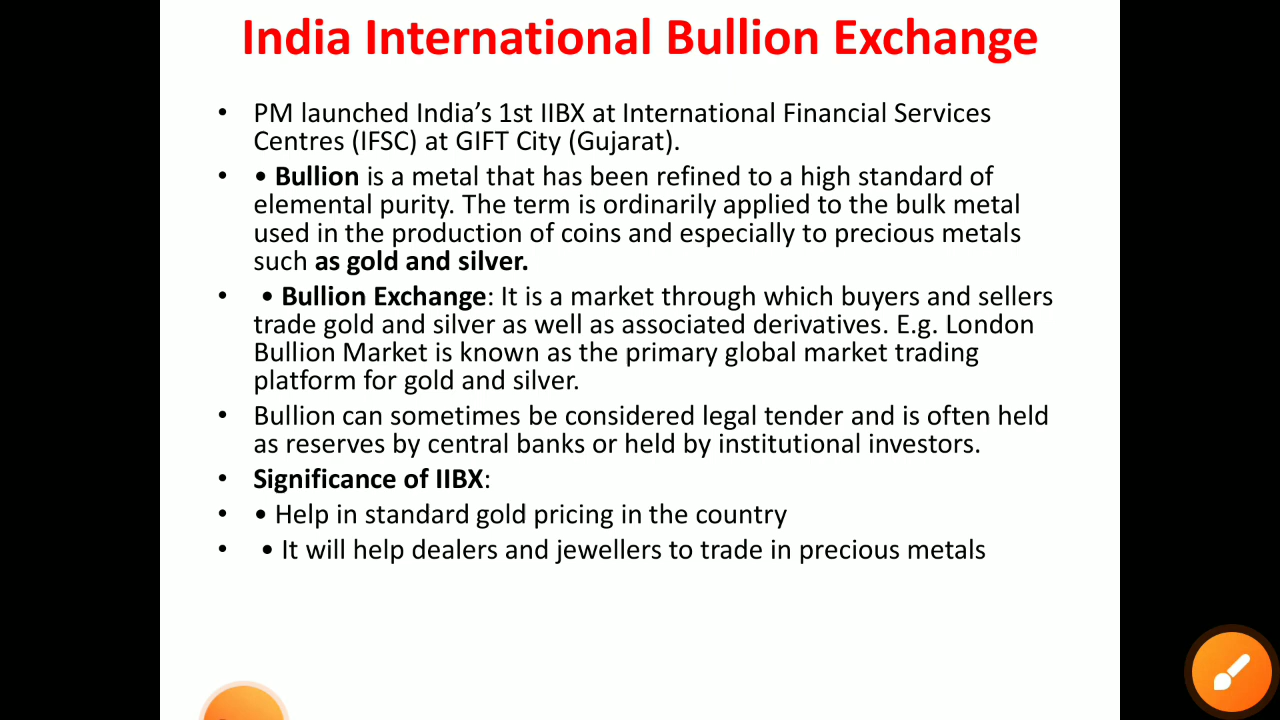 India International Bullion Exchange
• PM launched India’s 1st IIBX at International Financial Services
Centres (IFSC) at GIFT City (Gujarat).
• • Bullion is a metal that has been refined to a high standard of
elemental purity. The term is ordinarily applied to the bulk metal
used in the production of coins and especially to precious metals
such as gold and silver.
• • Bullion Exchange: It is a market through which buyers and sellers
trade gold and silver as well as associated derivatives. E.g. London
Bullion Market is known as the primary global market trading
platform for gold and silver.
• Bullion can sometimes be considered legal tender and is often held
as reserves by central banks or held by institutional investors.
• Significance of IIBX:
• • Help in standard gold pricing in the country
• • It will help dealers and jewellers to trade in precious metals